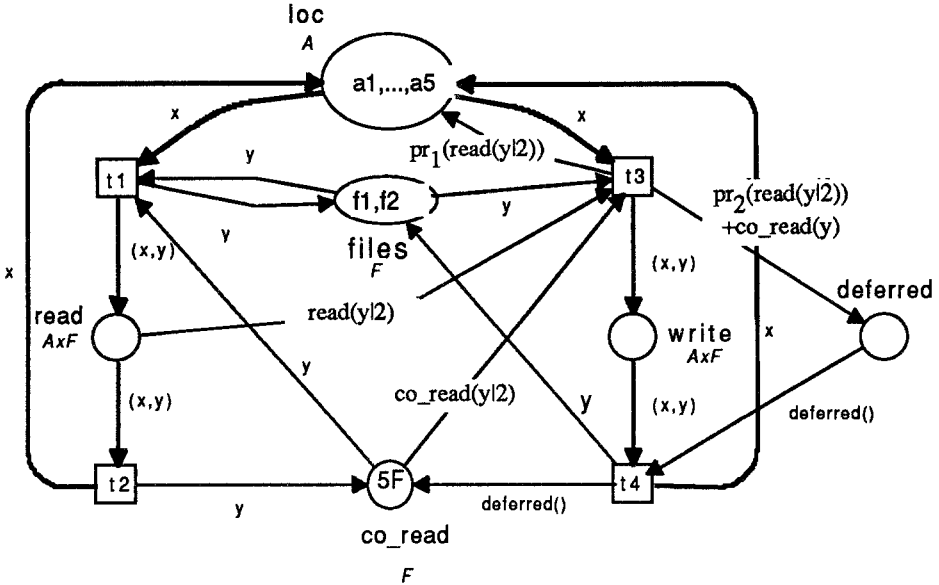 loc
A
a1,...,a5
x
x
pr1(read(y|2))
y
t1
t3
f1,f2
y
y
files
F
pr2(read(y|2))
+co_read(y)
(x,y)
(x,y)
x
read(y|2)
deferred
read
AxF
write
AxF
x
y
co_read(y|2)
y
(x,y)
(x,y)
deferred()
t2
5F
t4
y
deferred()
co_read
F